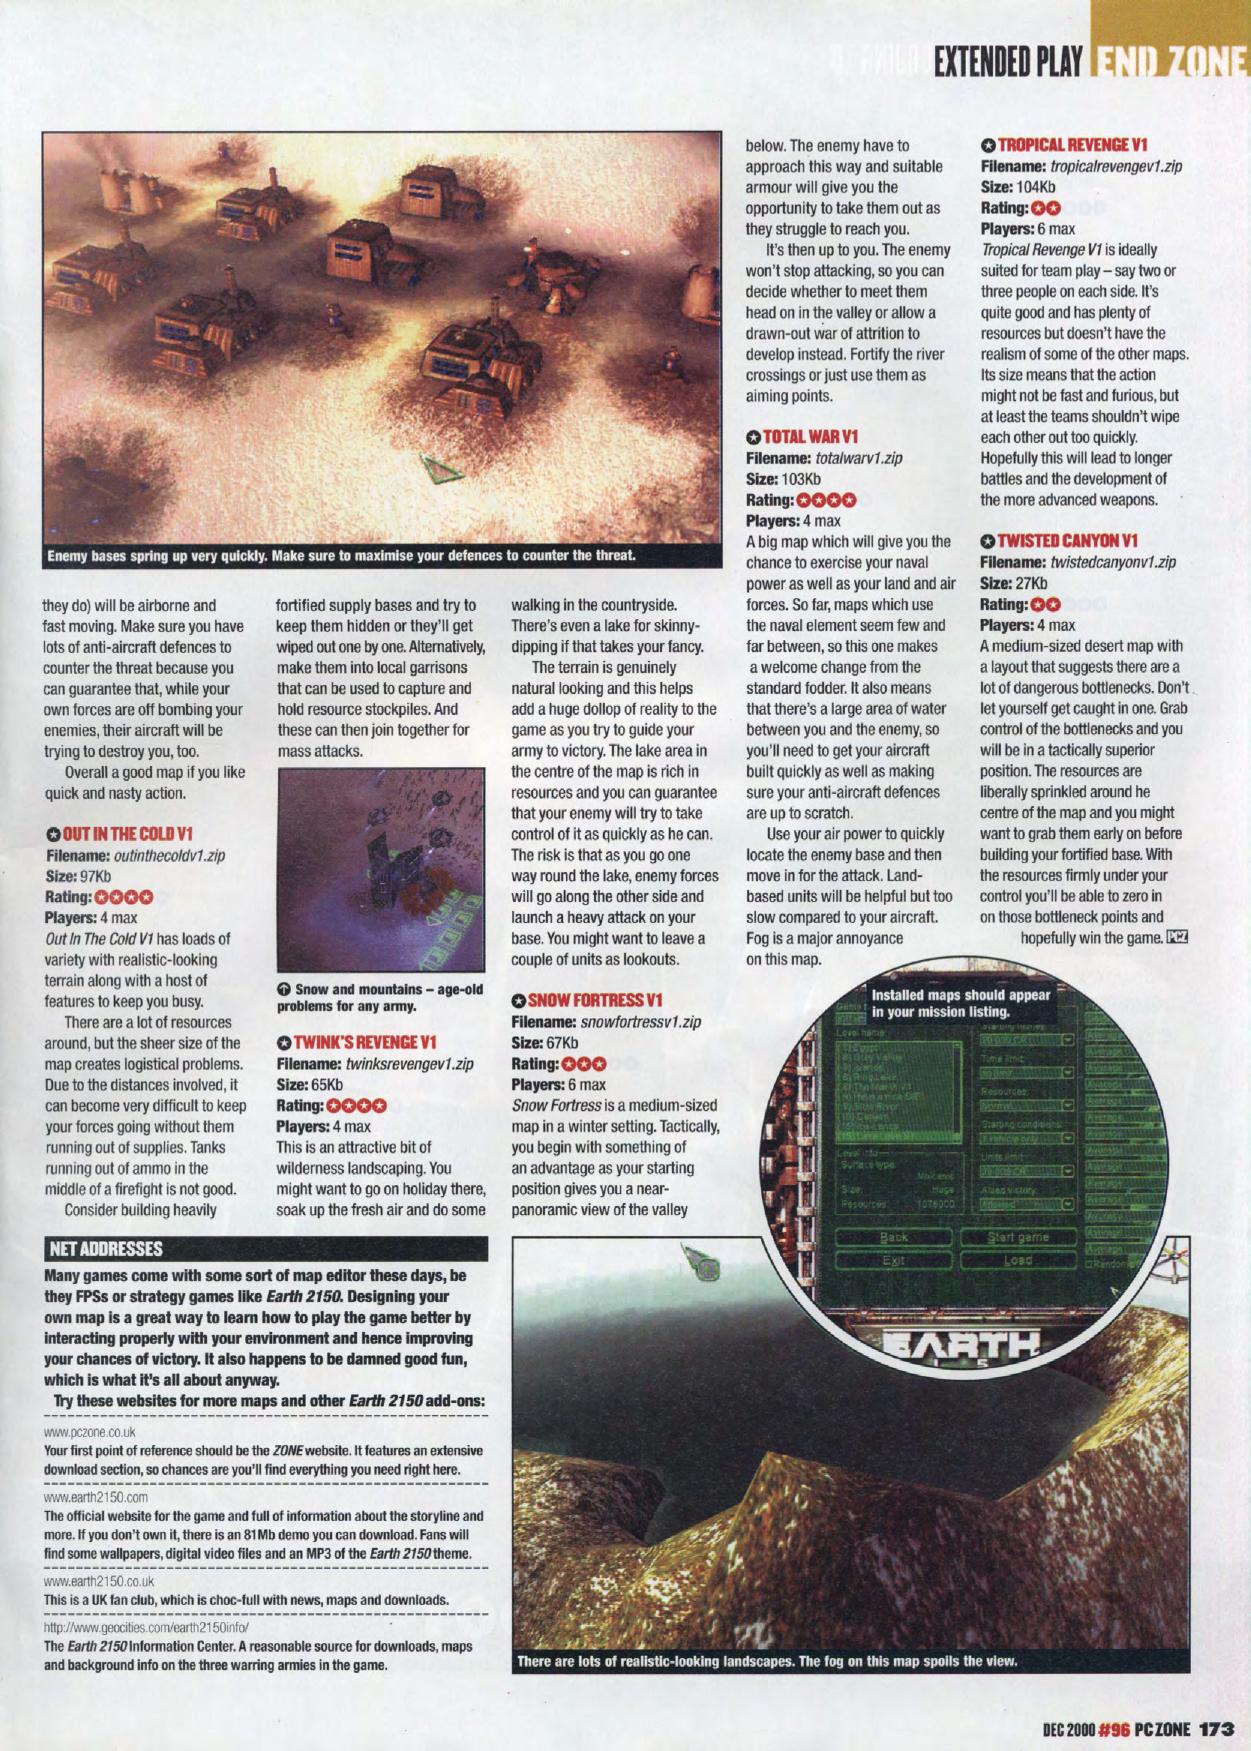 EXTENDED PLAY END ZONE
Enemy bases spring up very quickly. Make sure to maximise your defences to counter the threat.
they do) will be airborne and
fast moving. Make sure you have
lots of anti-aircraft defences to
counter the threat because you
can guarantee that, while your
own forces are off bombing your
enemies, their aircraft will be
trying to destroy you, too.
Overall a good map if you like
quick and nasty action.
OUT IN THE COLD V1
Filename: outinthecoldv1.zip
Size: 97Kb
Rating:
Players: 4 max
Out In The Cold V1 has loads of
variety with realistic-looking
terrain along with a host of
features to keep you busy.
There are a lot of resources
around, but the sheer size of the
map creates logistical problems.
Due to the distances involved, it
can become very difficult to keep
your forces going without them
running out of supplies. Tanks
running out of ammo in the
middle of a firefight is not good.
Consider building heavily
fortified supply bases and try to
keep them hidden or they'll get
wiped out one by one. Alternatively,
make them into local garrisons
that can be used to capture and
hold resource stockpiles. And
these can then join together for
mass attacks.
Snow and mountains – age-old
problems for any army.
TWINK'S REVENGE V1
Filename: twinksrevengev1.zip
Size: 65Kb
Rating:
Players: 4 max
This is an attractive bit of
wilderness landscaping. You
might want to go on holiday there,
soak up the fresh air and do some
walking in the countryside.
There's even a lake for skinny-
dipping if that takes your fancy.
The terrain is genuinely
natural looking and this helps
add a huge dollop of reality to the
game as you try to guide your
army to victory. The lake area in
the centre of the map is rich in
resources and you can guarantee
that your enemy will try to take
control of it as quickly as he can.
The risk is that as you go one
way round the lake, enemy forces
will go along the other side and
launch a heavy attack on your
base. You might want to leave a
couple of units as lookouts.
SNOW FORTRESS V1
Filename: snowfortressv1.zip
Size: 67Kb
Rating:
Players: 6 max
Snow Fortress is a medium-sized
map in a winter setting. Tactically,
you begin with something of
an advantage as your starting
position gives you a near-
panoramic view of the valley
below. The enemy have to
approach this way and suitable
armour will give you the
opportunity to take them out as
they struggle to reach you.
It's then up to you. The enemy
won't stop attacking, so you can
decide whether to meet them
head on in the valley or allow a
drawn-out war of attrition to
develop instead. Fortify the river
crossings or just use them as
aiming points.
TOTAL WAR V1
Filename: totalwarv1.zip
Size: 103Kb
Rating:
Players: 4 max
A big map which will give you the
chance to exercise your naval
power as well as your land and air
forces. So far, maps which use
the naval element seem few and
far between, so this one makes
a welcome change from the
standard fodder. It also means
that there's a large area of water
between you and the enemy, so
you'll need to get your aircraft
built quickly as well as making
sure your anti-aircraft defences
are up to scratch.
Use your air power to quickly
locate the enemy base and then
move in for the attack. Land-
based units will be helpful but too
slow compared to your aircraft.
Fog is a major annoyance
on this map.
TROPICAL REVENGE V1
Filename: tropicalrevengev1.zip
Size: 104Kb
Rating:
Players: 6 max
Tropical Revenge V1 is ideally
suited for team play – say two or
three people on each side. It's
quite good and has plenty of
resources but doesn't have the
realism of some of the other maps.
Its size means that the action
might not be fast and furious, but
at least the teams shouldn't wipe
each other out too quickly.
Hopefully this will lead to longer
battles and the development of
the more advanced weapons.
TWISTED CANYON V1
Filename: twistedcanyonv1.zip
Size: 27Kb
Rating:
Players: 4 max
A medium-sized desert map with
a layout that suggests there are a
lot of dangerous bottlenecks. Don't
let yourself get caught in one. Grab
control of the bottlenecks and you
will be in a tactically superior
position. The resources are
liberally sprinkled around he
centre of the map and you might
want to grab them early on before
building your fortified base. With
the resources firmly under your
control you'll be able to zero in
on those bottleneck points and
hopefully win the game. PCZ
Installed maps should appear
in your mission listing.
Level name
Time limit
Resources
Starting conditions
Level info
Units limit
Surface type
Volcanic
Size: Huge
Allied victory
Back
Start game
Exit
Load
EARTH
NET ADDRESSES
Many games come with some sort of map editor these days, be
they FPSs or strategy games like Earth 2150. Designing your
own map is a great way to learn how to play the game better by
interacting properly with your environment and hence improving
your chances of victory. It also happens to be damned good fun,
which is what it's all about anyway.
Try these websites for more maps and other Earth 2150 add-ons:
www.pczone.co.uk
Your first point of reference should be the ZONE website. It features an extensive
download section, so chances are you'll find everything you need right here.
www.earth2150.com
The official website for the game and full of information about the storyline and
more. If you don't own it, there is an 81Mb demo you can download. Fans will
find some wallpapers, digital video files and an MP3 of the Earth 2150 theme.
www.earth2150.co.uk
This is a UK fan club, which is choc-full with news, maps and downloads.
http://www.geocities.com/earth2150info/
The Earth 2150 Information Center. A reasonable source for downloads, maps
and background info on the three warring armies in the game.
There are lots of realistic-looking landscapes. The fog on this map spoils the view.
DEC 2000 #96 PC ZONE 173